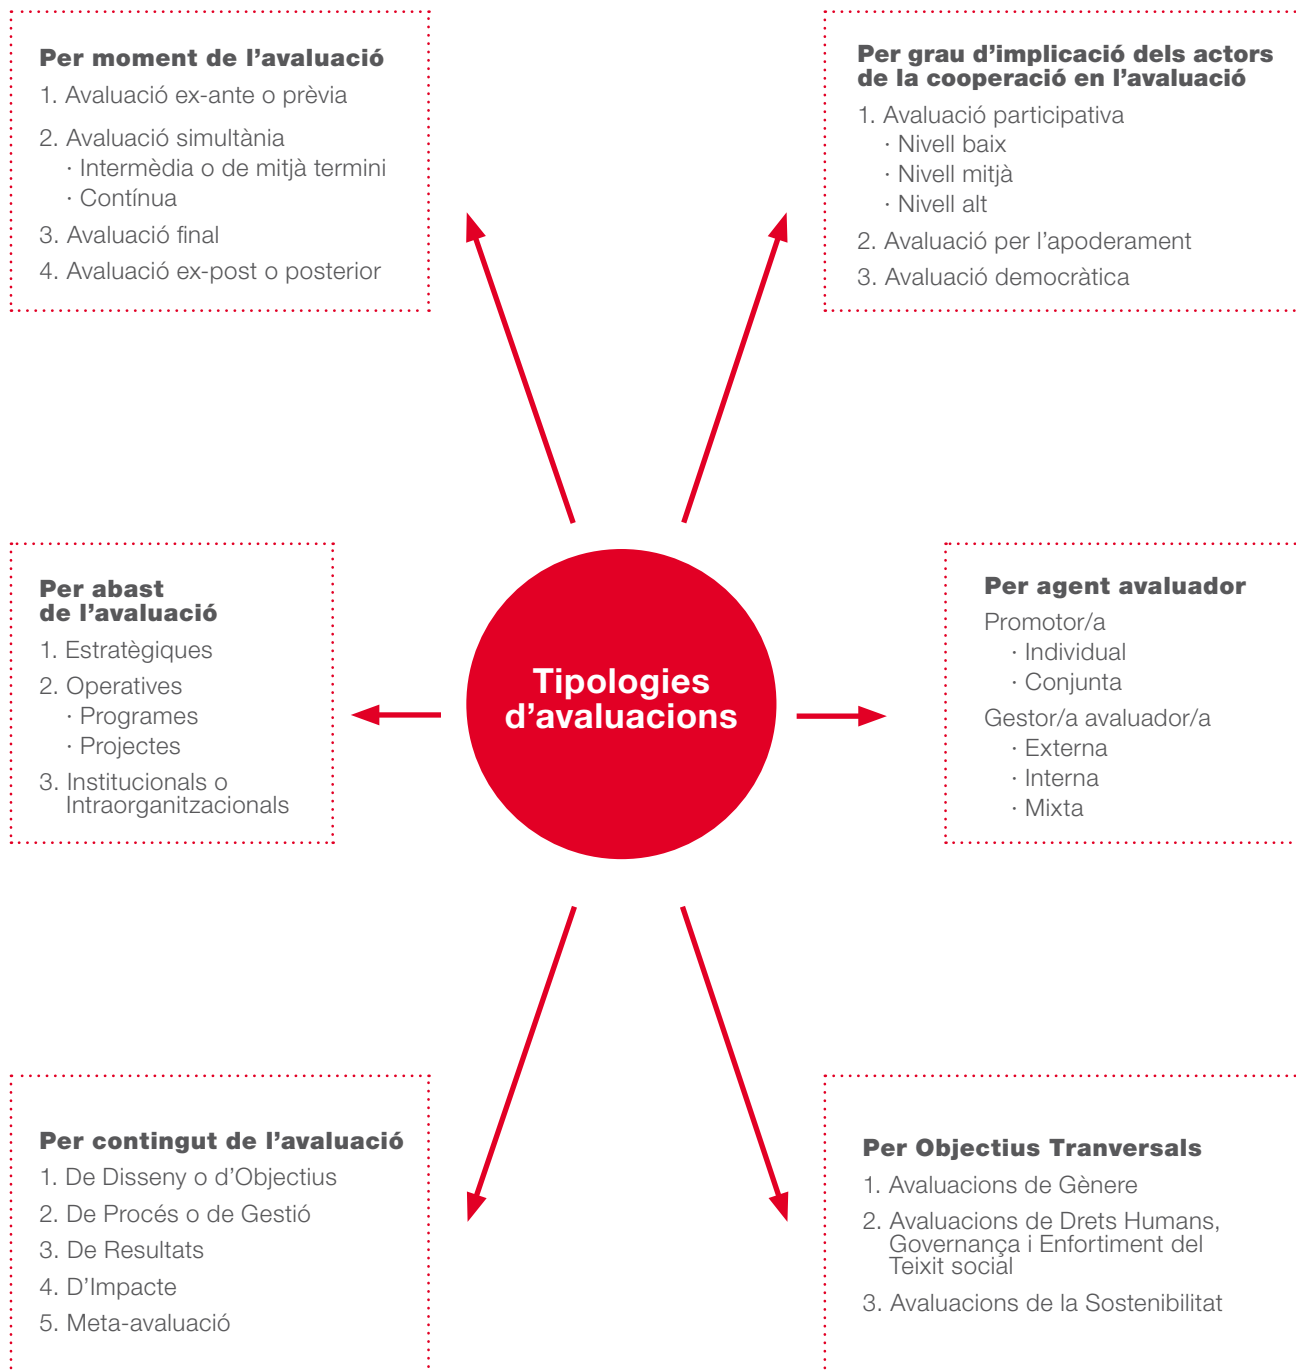 Per moment de l’avaluació
1. Avaluació ex-ante o prèvia
2. Avaluació simultània
· Intermèdia o de mitjà termini
· Contínua
3. Avaluació final
4. Avaluació ex-post o posterior
Per grau d’implicació dels actors
de la cooperació en l’avaluació
1. Avaluació participativa
· Nivell baix
· Nivell mitjà
· Nivell alt
2. Avaluació per l’apoderament
3. Avaluació democràtica
Per abast
de l’avaluació
1. Estratègiques
2. Operatives
· Programes
· Projectes
3. Institucionals o
Intraorganitzacionals
Tipologies
d’avaluacions
Per agent avaluador
Promotor/a
· Individual
· Conjunta
Gestor/a avaluador/a
· Externa
· Interna
· Mixta
Per contingut de l’avaluació
1. De Disseny o d’Objectius
2. De Procés o de Gestió
3. De Resultats
4. D’Impacte
5. Meta-avaluació
Per Objectius Tranversals
1. Avaluacions de Gènere
2. Avaluacions de Drets Humans,
Governança i Enfortiment del
Teixit social
3. Avaluacions de la Sostenibilitat